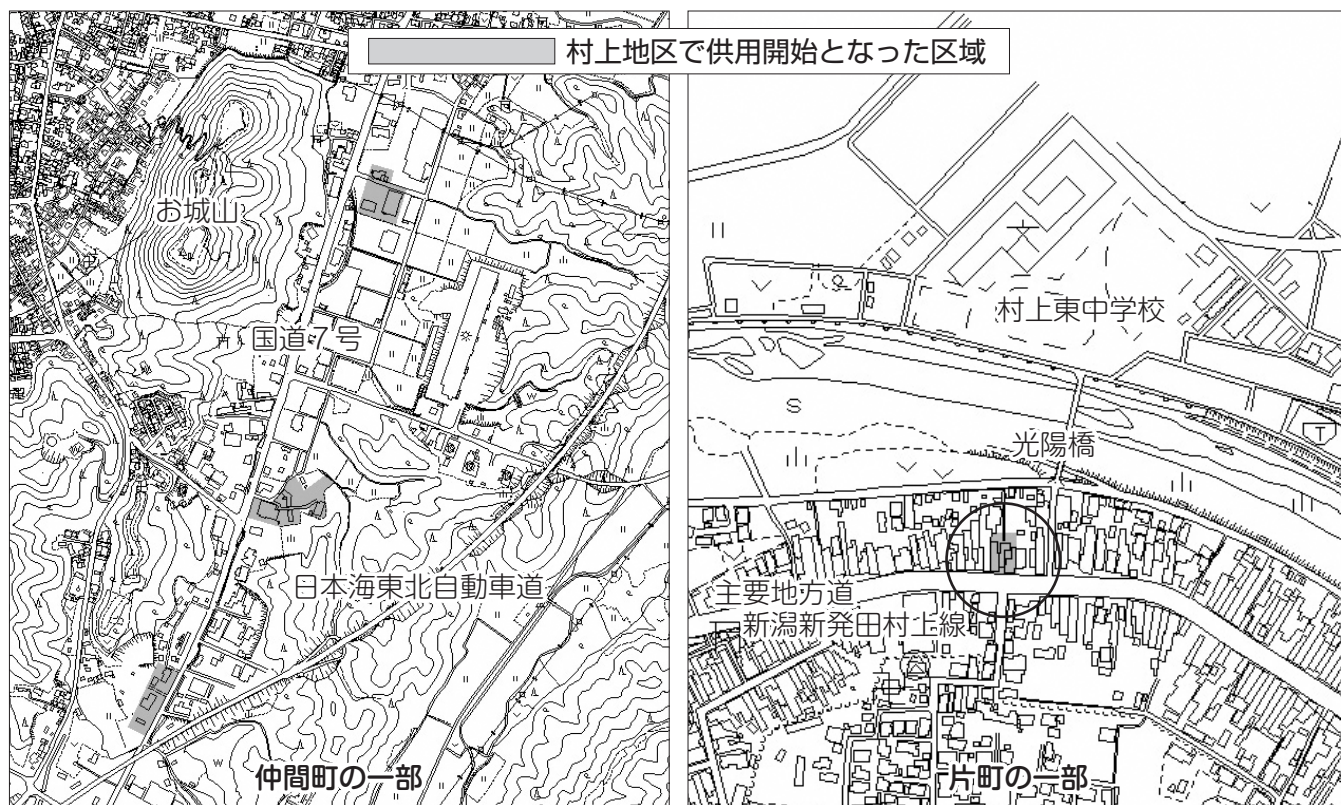 村上地区で供用開始となった区域
お城山
国道7号
日本海東北自動車道
仲間町の一部
村上東中学校
光陽橋
主要地方道
新潟新発田村上線
片町の一部